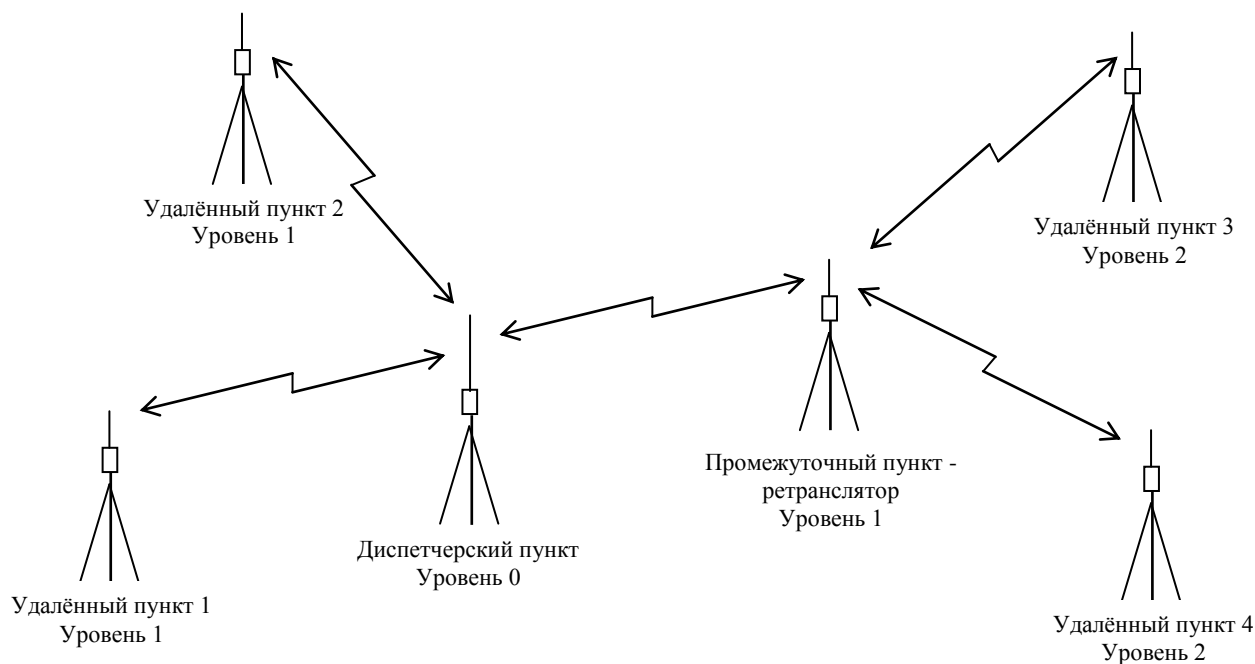 Удалённый пункт 2
Уровень 1
Удалённый пункт 3
Уровень 2
Промежуточный пункт -
ретранслятор
Уровень 1
Диспетчерский пункт
Уровень 0
Удалённый пункт 1
Уровень 1
Удалённый пункт 4
Уровень 2